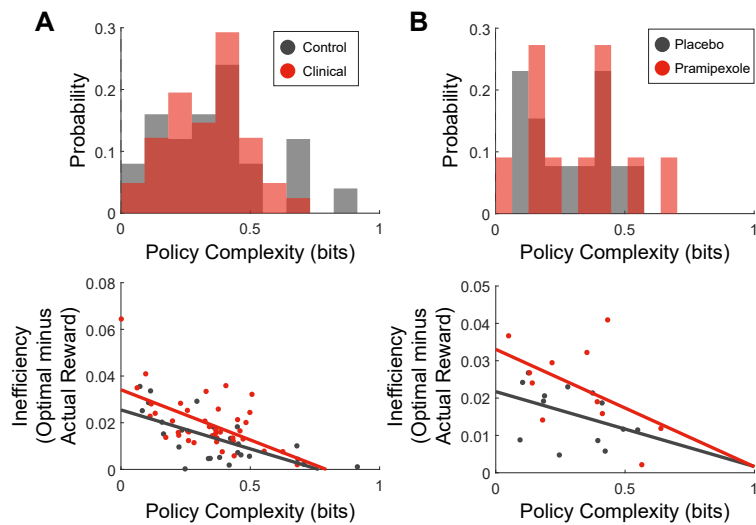 A
B
0.3
0.2
0.1
0
Probability
Control
Clinical
0
0.5
1
Policy Complexity (bits)
0.3
0.2
0.1
0
Probability
Placebo
Pramipexole
0
0.5
1
Policy Complexity (bits)
0.08
0.06
0.04
0.02
0
Inefficiency
(Optimal minus
Actual Reward)
0
0.5
1
Policy Complexity (bits)
0.05
0.04
0.03
0.02
0.01
0
Inefficiency
(Optimal minus
Actual Reward)
0
0.5
1
Policy Complexity (bits)